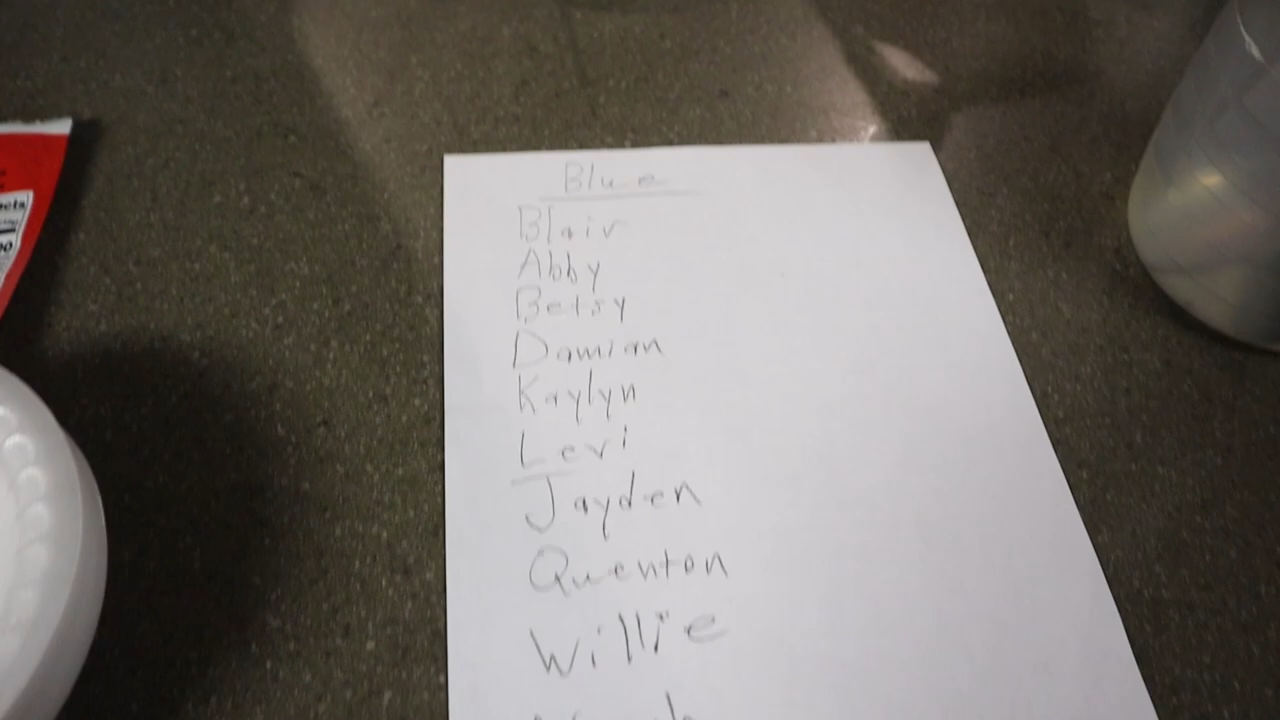 Blue
Blair
Abby
Betsy
Damian
Kaylyn
Levi
Jayden
Quenton
Willie